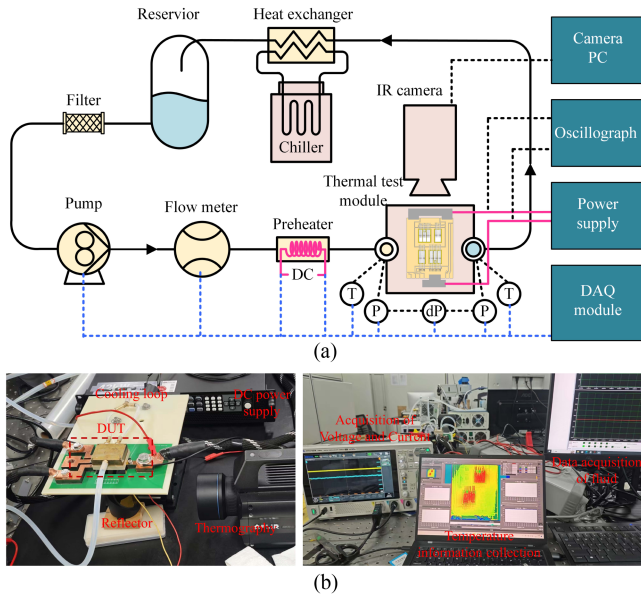 Reservior
Heat exchanger
Camera
PC
IR camera
Filter
Oscillograph
Chiller
Thermal test
module
Pump
Flow meter
Preheater
Power
supply
DC
T
P
dP
P
T
DAQ
module
(a)
Cooling loop
DC power
supply
DUT
Reflector
Thermography
Acquisition of
Voltage and Current
Data acquisition
of fluid
Temperature
information collection
(b)